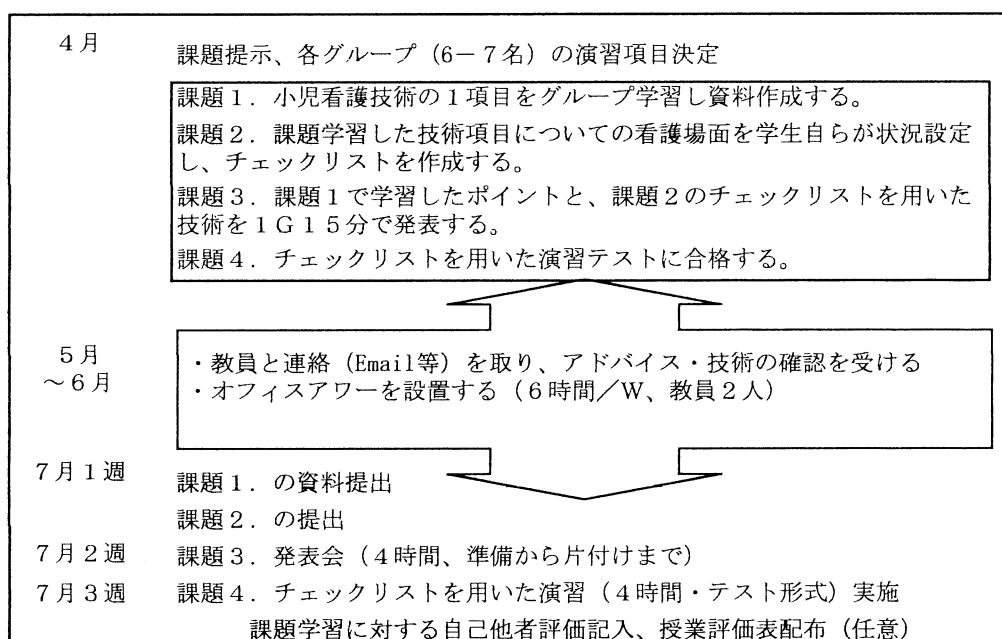 4月
課題提示、各グループ（6－7名）の演習項目決定
課題1．小児看護技術の1項目をグループ学習し資料作成する。
課題2．課題学習した技術項目についての看護場面を学生自らが状況設定
し、チェックリストを作成する。
課題3．課題1で学習したポイントと、課題2のチェックリストを用いた
技術を1G15分で発表する。
課題4．チェックリストを用いた演習テストに合格する。
5月
～6月
・教員と連絡（Email等）を取り、アドバイス・技術の確認を受ける
・オフィスアワーを設置する（6時間／W、教員2人）
7月1週
課題1．の資料提出
課題2．の提出
7月2週 課題3．発表会（4時間、準備から片付けまで）
7月3週 課題4．チェックリストを用いた演習（4時間・テスト形式）実施
課題学習に対する自己他者評価記入、授業評価表配布（任意）